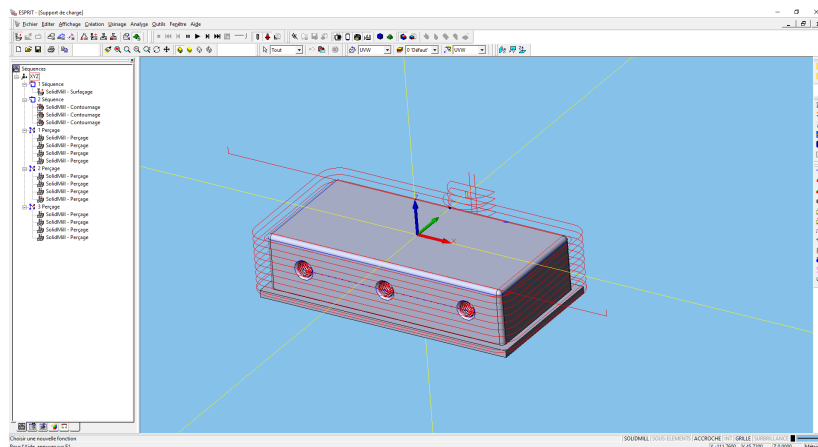 ESPRIT - [Support de charge]
Fichier Editer Affichage Création Usinage Analyse Outils Fenêtre Aide
Tout
UVW
0 'Défaut'
UVW
Séquences
XYZ
1 Séquence
SolidMill - Surfaçage
2 Séquence
SolidMill - Contournage
SolidMill - Contournage
SolidMill - Contournage
1 Perçage
SolidMill - Perçage
SolidMill - Perçage
SolidMill - Perçage
SolidMill - Perçage
2 Perçage
SolidMill - Perçage
SolidMill - Perçage
SolidMill - Perçage
SolidMill - Perçage
3 Perçage
SolidMill - Perçage
SolidMill - Perçage
SolidMill - Perçage
SolidMill - Perçage
X
Choisir une nouvelle fonction
SOLIDMILL SOUS-ELEMENTS ACCROCHE INT GRILLE SURBRILLANCE